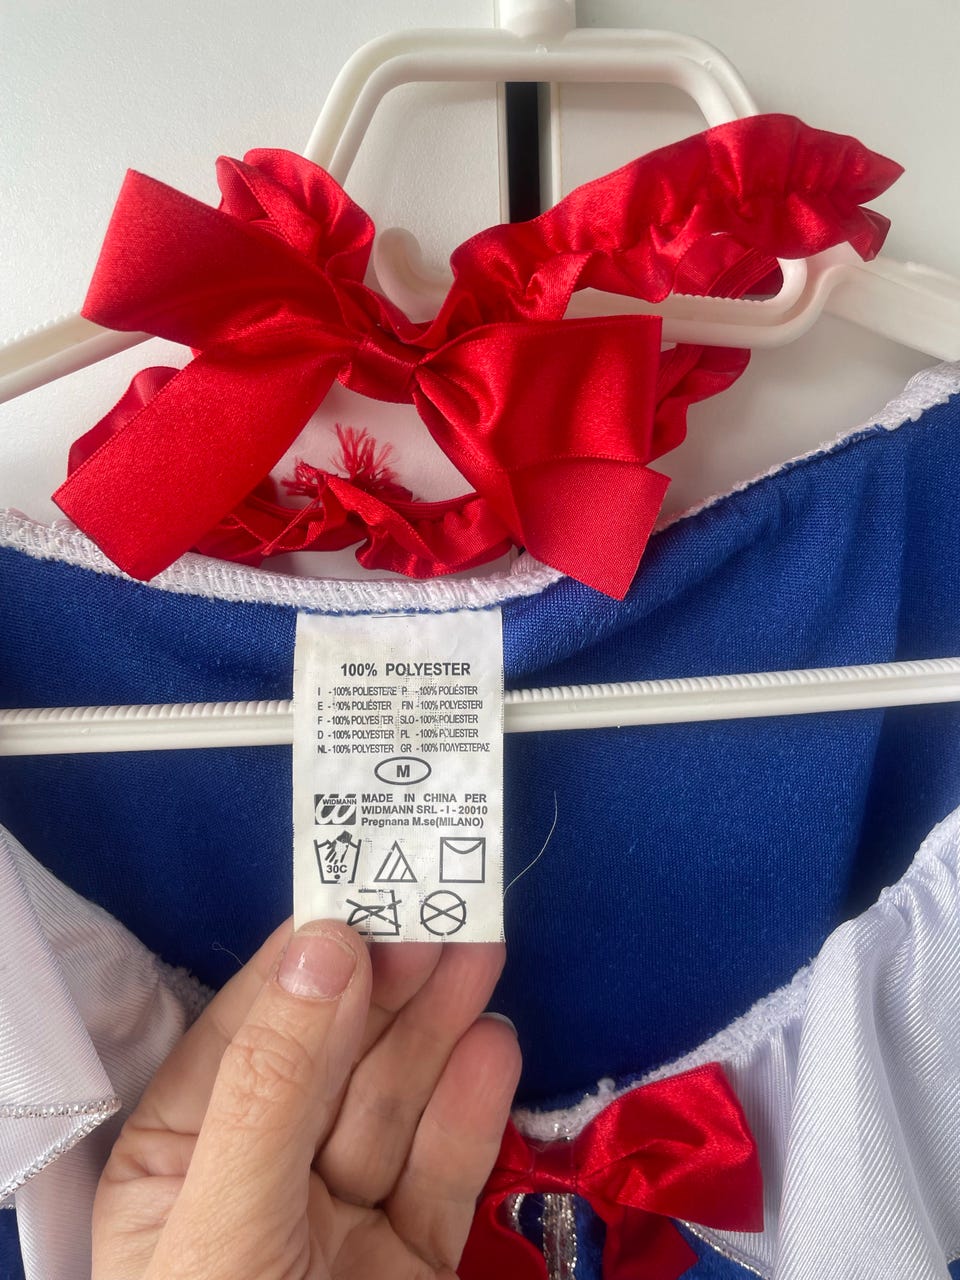 100% POLYESTER
I - 100% POLIESTERE P - 100% POLIÉSTER
E - 100% POLIÉSTER FIN - 100% POLYESTERI
F - 100% POLYESTER SLO - 100% POLIESTER
D - 100% POLYESTER PL - 100% POLIESTER
NL - 100% POLYESTER GR - 100% ΠΟΛΥΕΣΤΕΡΑΣ
M
WIDMANN
MADE IN CHINA PER
WIDMANN SRL - I - 20010
Pregnana M.se(MILANO)
30C